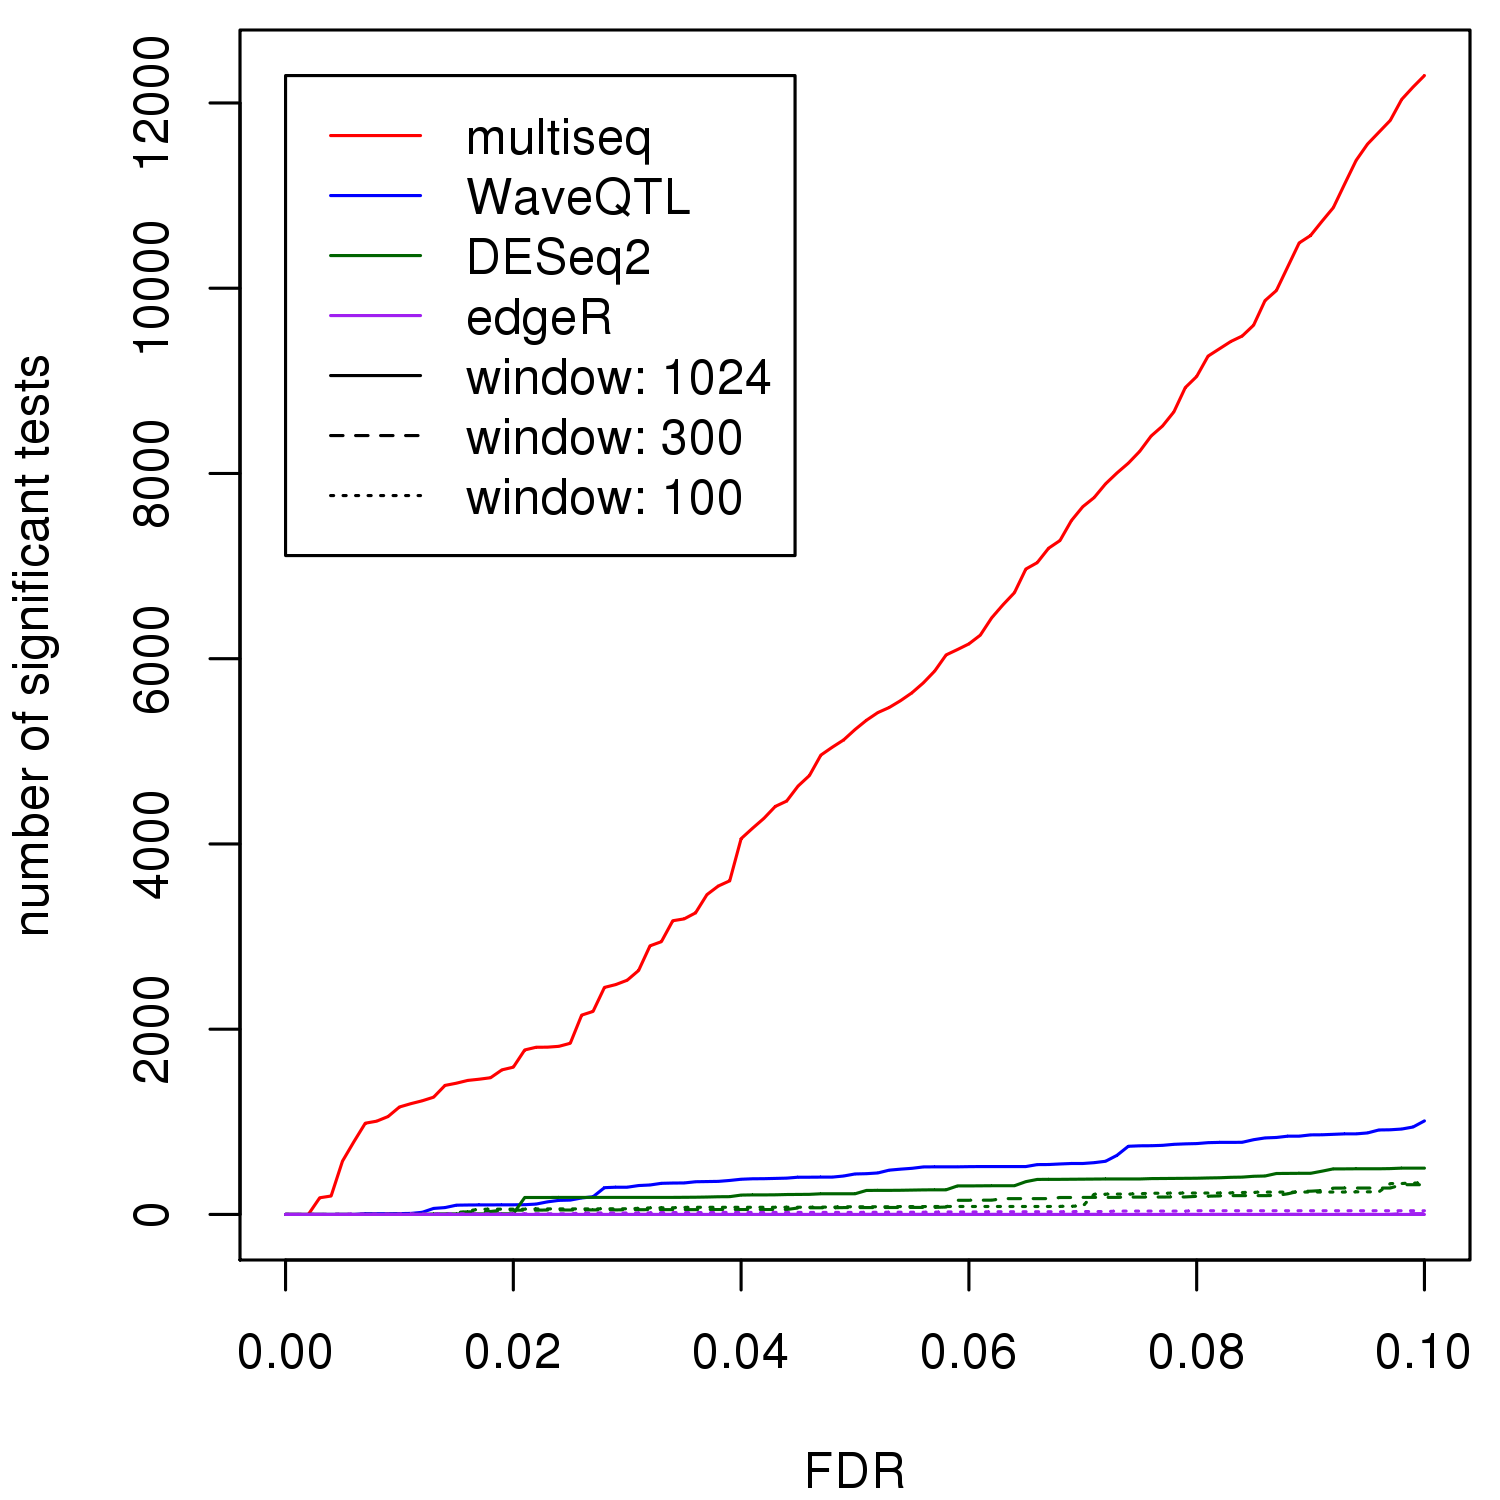 number of significant tests
12000
10000
8000
6000
4000
2000
0
multiseq
WaveQTL
DESeq2
edgeR
window: 1024
window: 300
window: 100
0.00 0.02 0.04 0.06 0.08 0.10
FDR